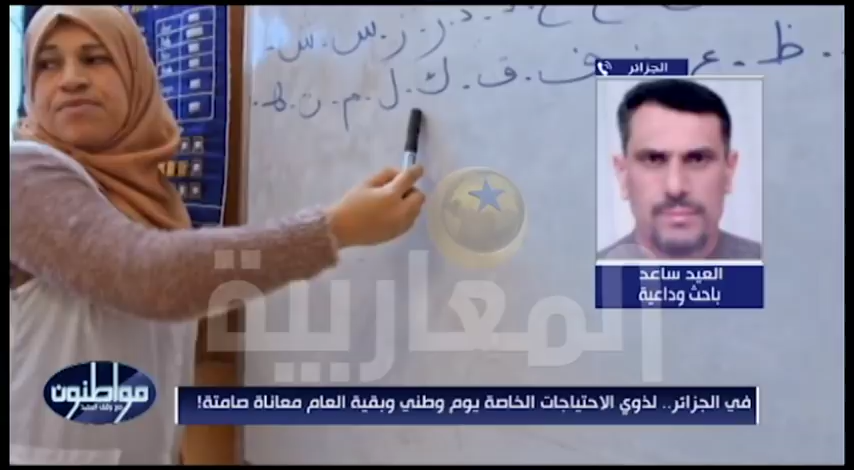 ر. ز. س. ش.
ظ. ع. ف. ق. ك. ل. م. ن. ه.
الجزائر
العيد ساعد
باحث وداعية
المغاربية
مواطنون
في الجزائر.. لذوي الاحتياجات الخاصة يوم وطني وبقية العام معاناة صامتة!